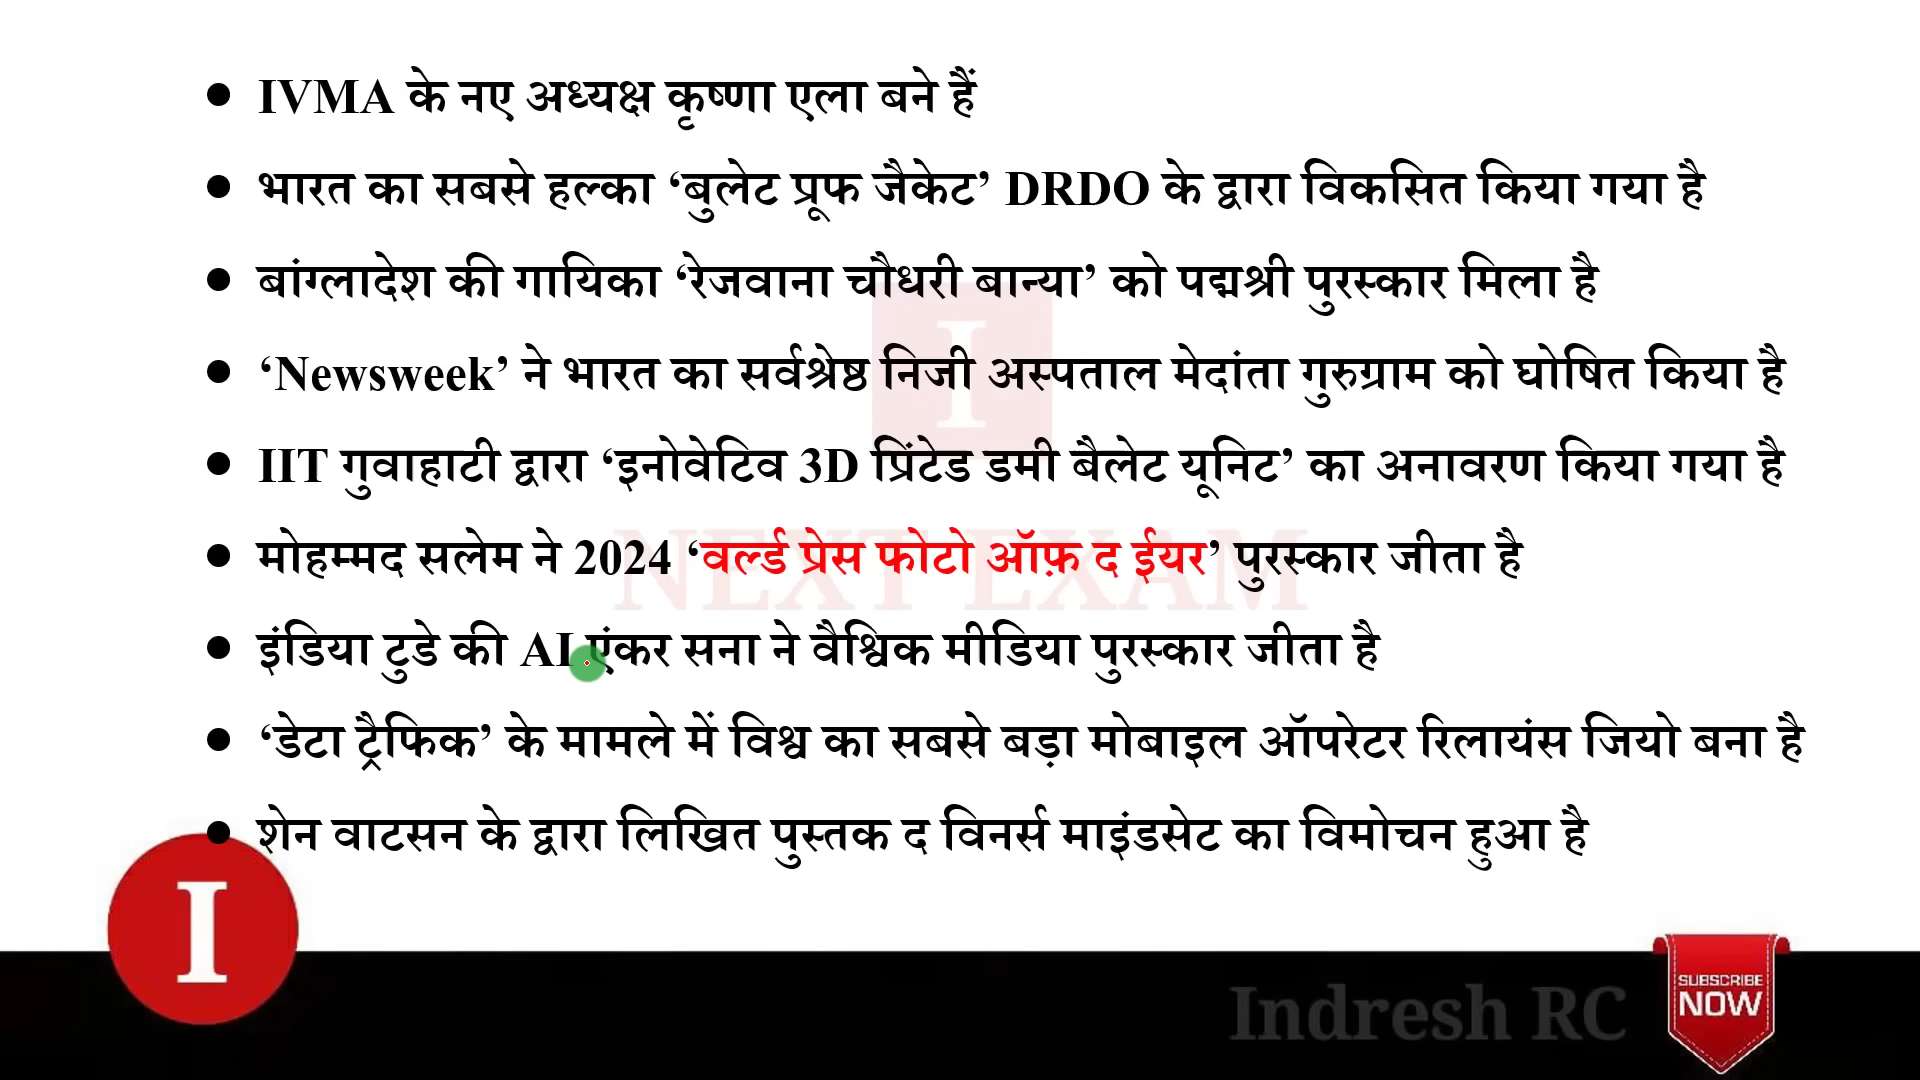 • IVMA के नए अध्यक्ष कृष्णा एला बने हैं
• भारत का सबसे हल्का ‘बुलेट प्रूफ जैकेट’ DRDO के द्वारा विकसित किया गया है
• बांग्लादेश की गायिका ‘रेजवाना चौधरी बान्या’ को पद्मश्री पुरस्कार मिला है
• ‘Newsweek’ ने भारत का सर्वश्रेष्ठ निजी अस्पताल मेदांता गुरुग्राम को घोषित किया है
I
• IIT गुवाहाटी द्वारा ‘इनोवेटिव 3D प्रिंटेड डमी बैलेट यूनिट’ का अनावरण किया गया है
• मोहम्मद सलेम ने 2024 ‘वर्ल्ड प्रेस फोटो ऑफ़ द ईयर’ पुरस्कार जीता है
NEXT EXAM
• इंडिया टुडे की AI एंकर सना ने वैश्विक मीडिया पुरस्कार जीता है
• ‘डेटा ट्रैफिक’ के मामले में विश्व का सबसे बड़ा मोबाइल ऑपरेटर रिलायंस जियो बना है
• शेन वाटसन के द्वारा लिखित पुस्तक द विनर्स माइंडसेट का विमोचन हुआ है
I
Indresh RC
SUBSCRIBE
NOW